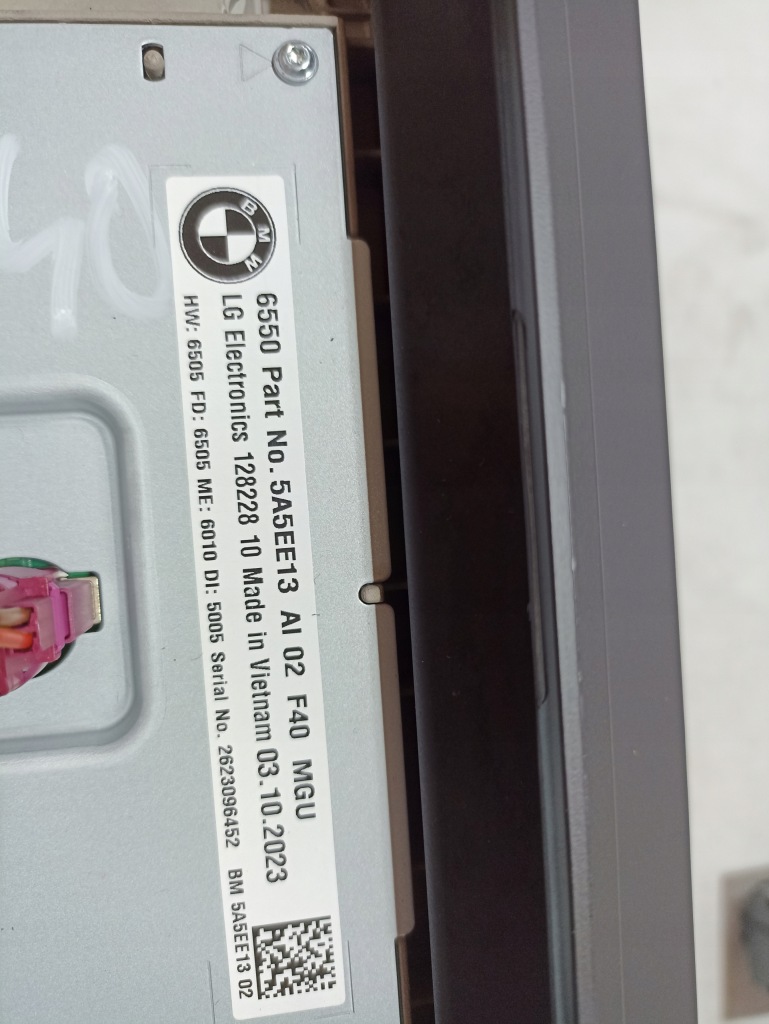 BMW
6550 Part No. 5A5EE13 AI 02 F40 MGU
LG Electronics 128228 10 Made in Vietnam 03.10.2023
HW: 6505 FD: 6505 ME: 6010 DI: 5005 Serial No. 2623096452 BM 5A5EE13 02